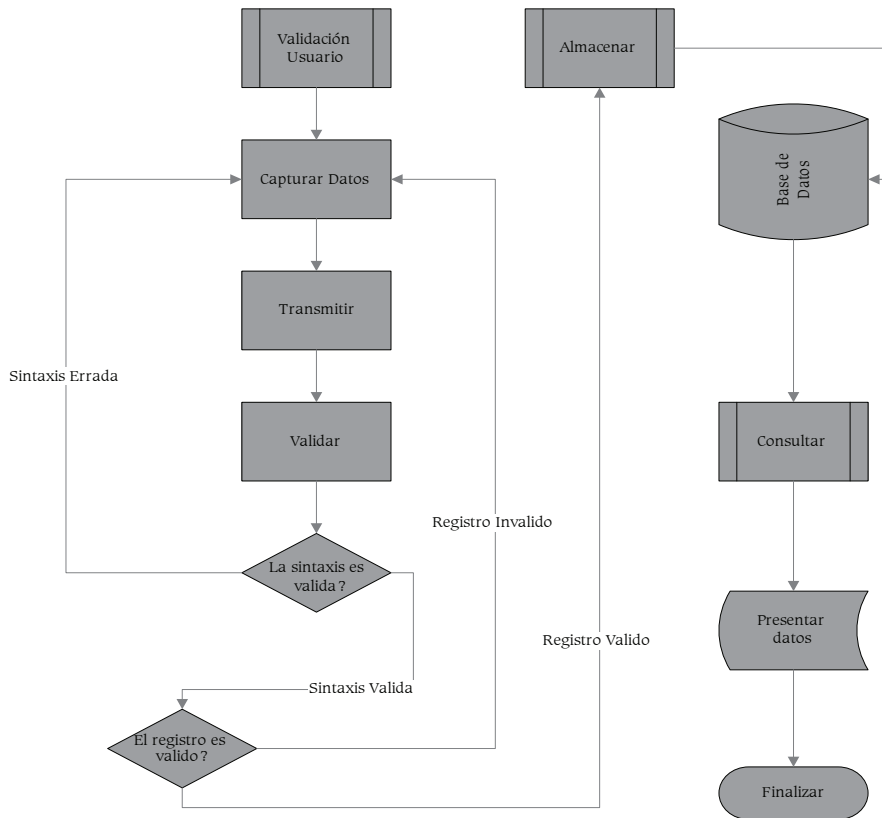 Validación
Usuario
Almacenar
Capturar Datos
Base de
Datos
Transmitir
Sintaxis Errada
Validar
Consultar
Registro Invalido
La sintaxis es
valida?
Presentar
datos
Registro Valido
Sintaxis Valida
El registro es
valido?
Finalizar